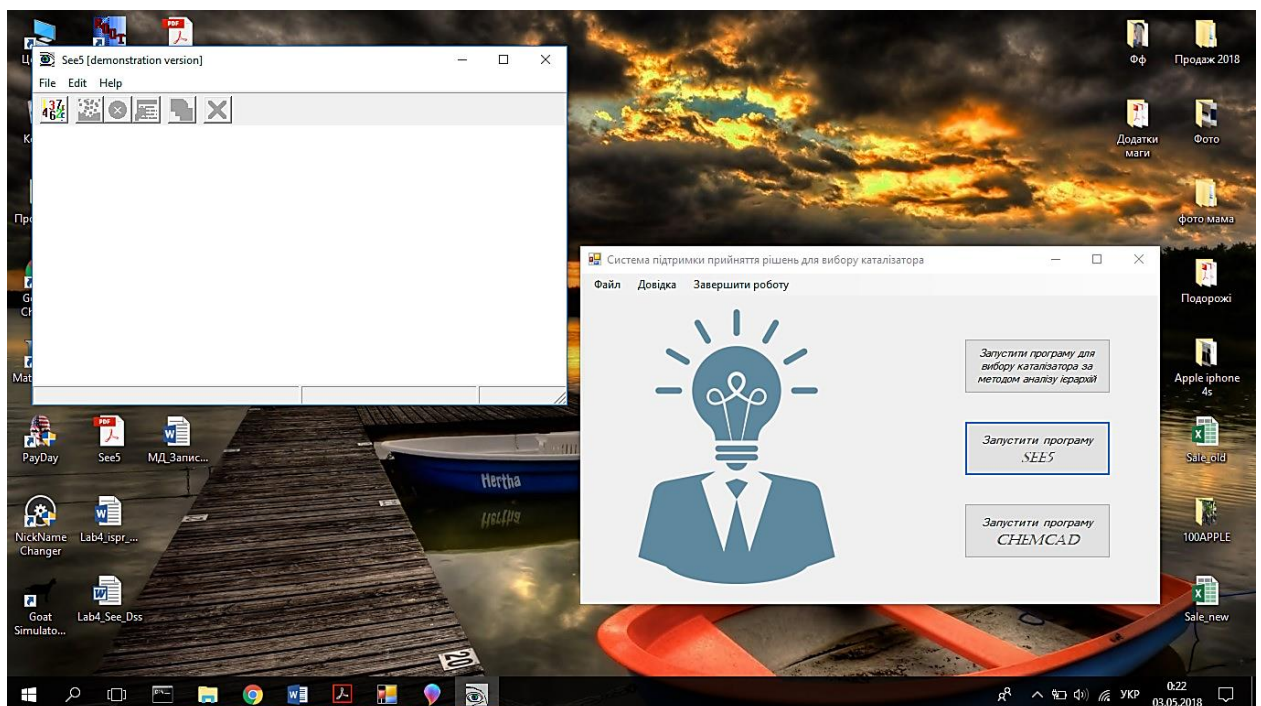 See5 [demonstration version]
File Edit Help
Система підтримки прийняття рішень для вибору каталізатора
Файл Довідка Завершити роботу
Запустити програму для
вибору каталізатора за
методом аналізу ієрархій
Запустити програму
SEE5
Запустити програму
CHEMCAD
Фф
Продаж 2018
Додатки
маги
Фото
фото мама
Подорожі
Apple iphone
4s
Sale_old
100APPLE
Sale_new
PayDay
See5
МД_Запис...
NickName
Changer
Lab4_ispr_...
Goat
Simulato...
Lab4_See_Dss
Hertha
20
УКР
0:22
03.05.2018